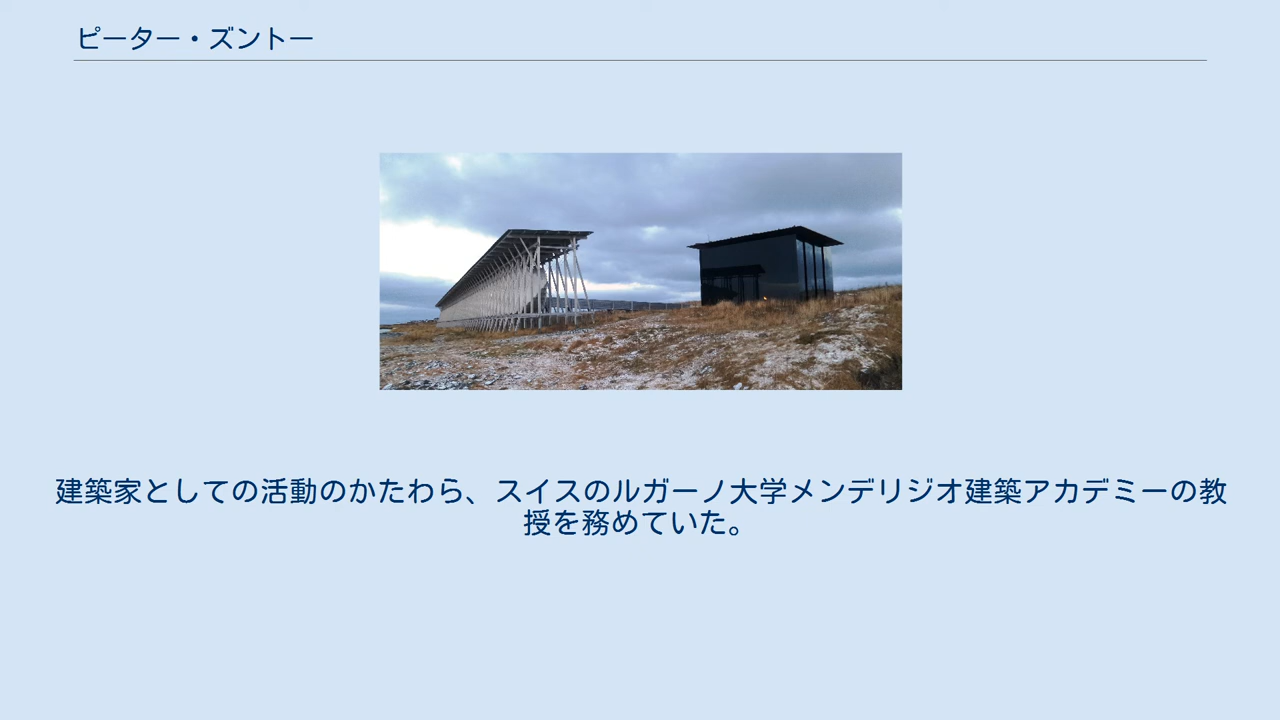 ピーター・ズントー
建築家としての活動のかたわら、スイスのルガーノ大学メンデリジオ建築アカデミーの教
授を務めていた。